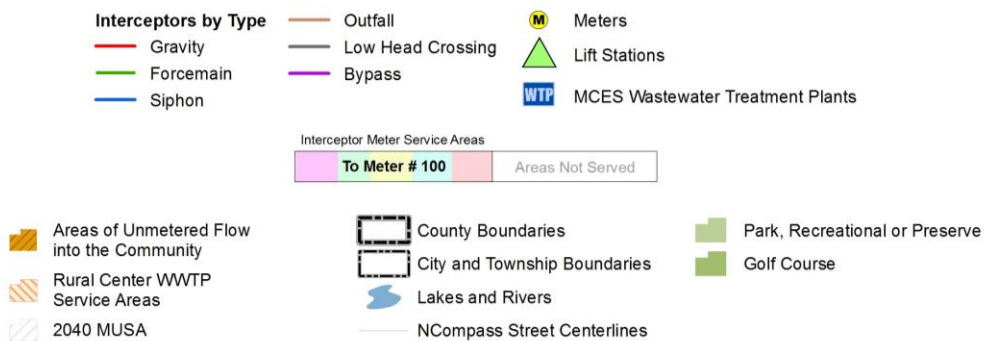 Interceptors by Type
Gravity
Forcemain
Siphon
Outfall
Low Head Crossing
Bypass
M Meters
Lift Stations
WTP MCES Wastewater Treatment Plants
Interceptor Meter Service Areas
To Meter # 100
Areas Not Served
Areas of Unmetered Flow
into the Community
Rural Center WWTP
Service Areas
2040 MUSA
County Boundaries
City and Township Boundaries
Lakes and Rivers
NCompass Street Centerlines
Park, Recreational or Preserve
Golf Course